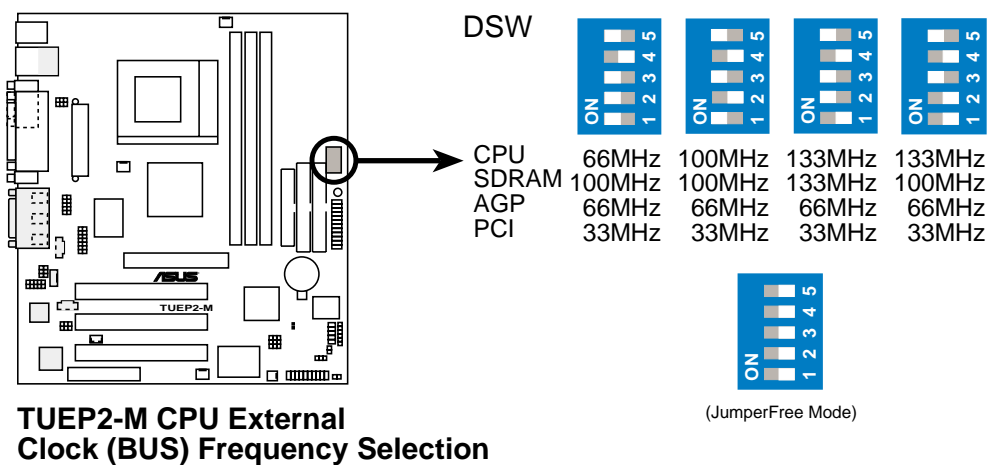 DSW
ON 1 2 3 4 5
ON 1 2 3 4 5
ON 1 2 3 4 5
ON 1 2 3 4 5
CPU 66MHz 100MHz 133MHz 133MHz
SDRAM 100MHz 100MHz 133MHz 100MHz
AGP 66MHz 66MHz 66MHz 66MHz
PCI 33MHz 33MHz 33MHz 33MHz
ASUS
TUEP2-M
ON 1 2 3 4 5
(JumperFree Mode)
TUEP2-M CPU External
Clock (BUS) Frequency Selection